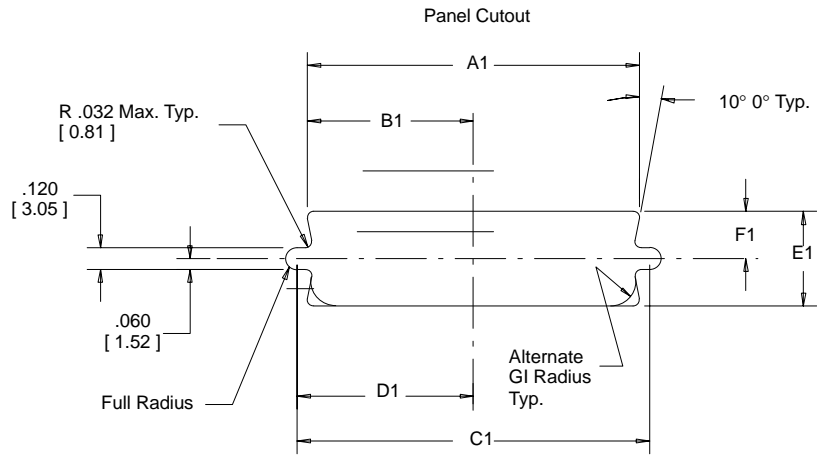 Panel Cutout
A1
R .032 Max. Typ.
[ 0.81 ]
B1
10° 0° Typ.
.120
[ 3.05 ]
F1
E1
.060
[ 1.52 ]
Alternate
GI Radius
Typ.
Full Radius
D1
C1